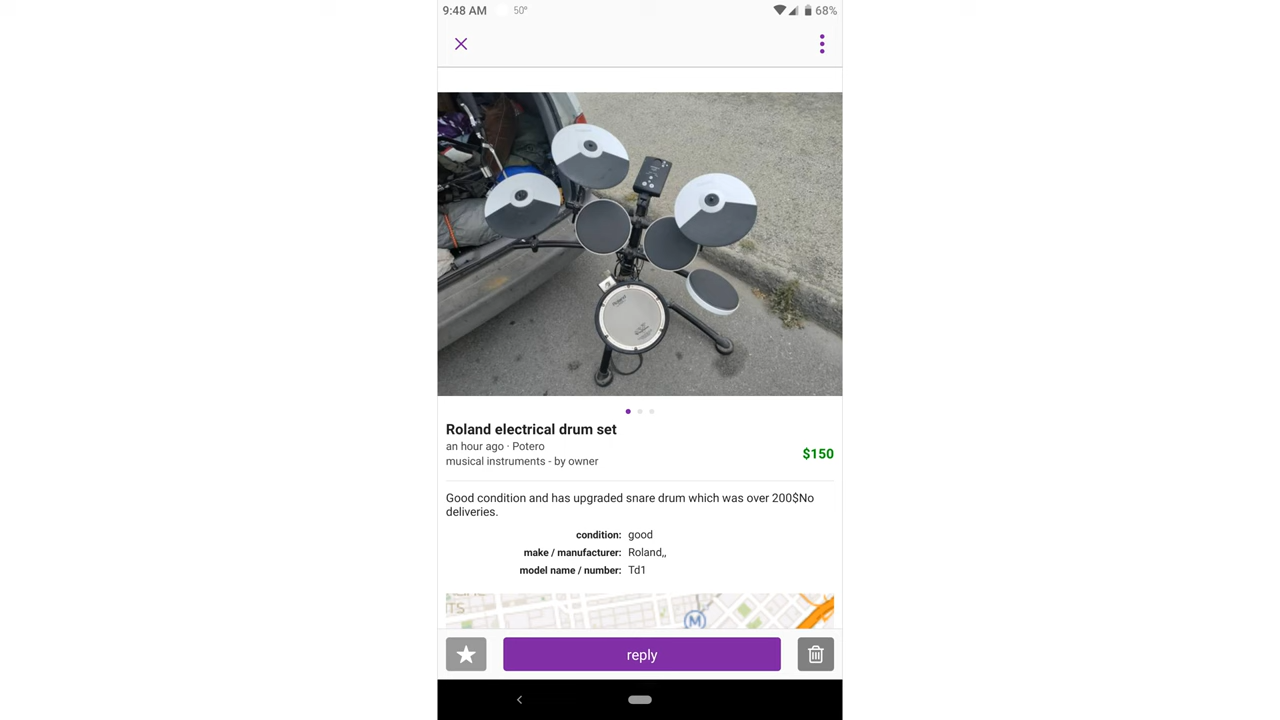 9:48 AM 50° 68%
Roland
Roland electrical drum set
an hour ago · Potero
$150
musical instruments - by owner
Good condition and has upgraded snare drum which was over 200$No
deliveries.
condition: good
make / manufacturer: Roland,,
model name / number: Td1
TS
M
reply